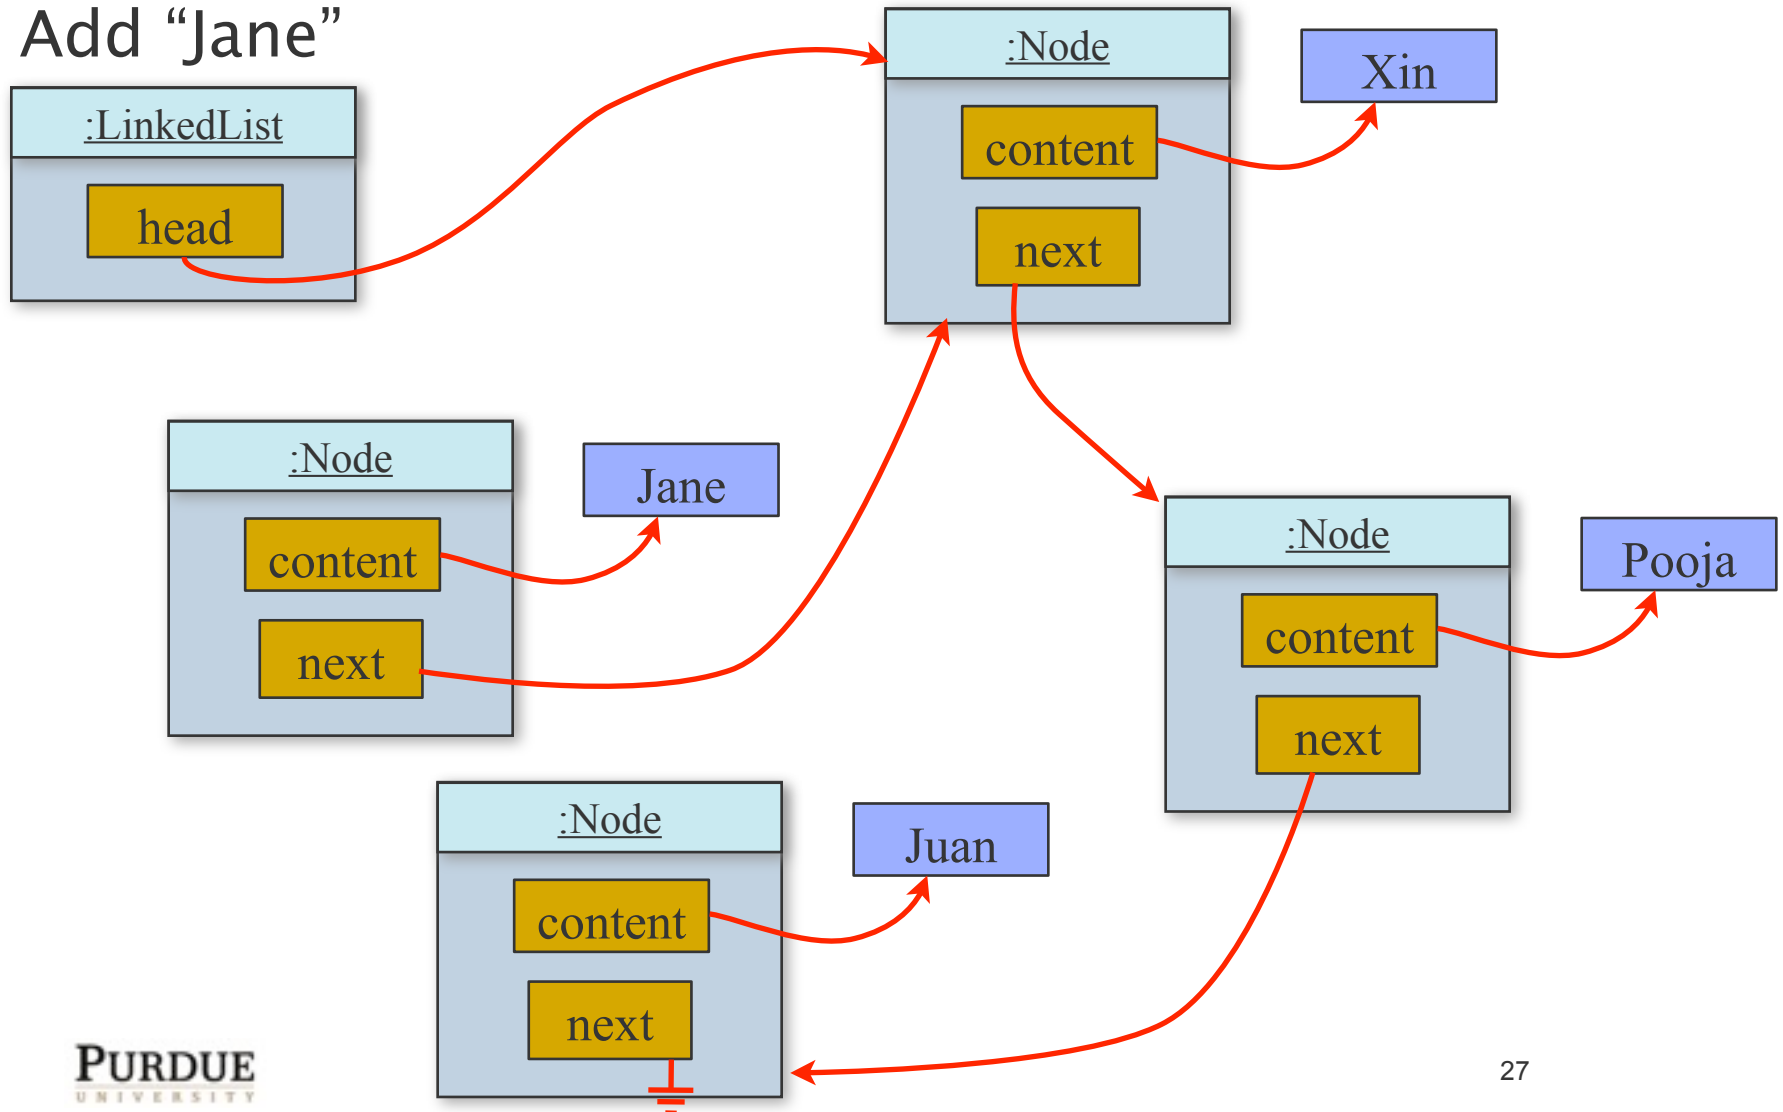 Add “Jane”
:LinkedList
head
:Node
content
next
Xin
:Node
content
next
Jane
:Node
content
next
Pooja
:Node
content
next
Juan
PURDUE
UNIVERSITY
27